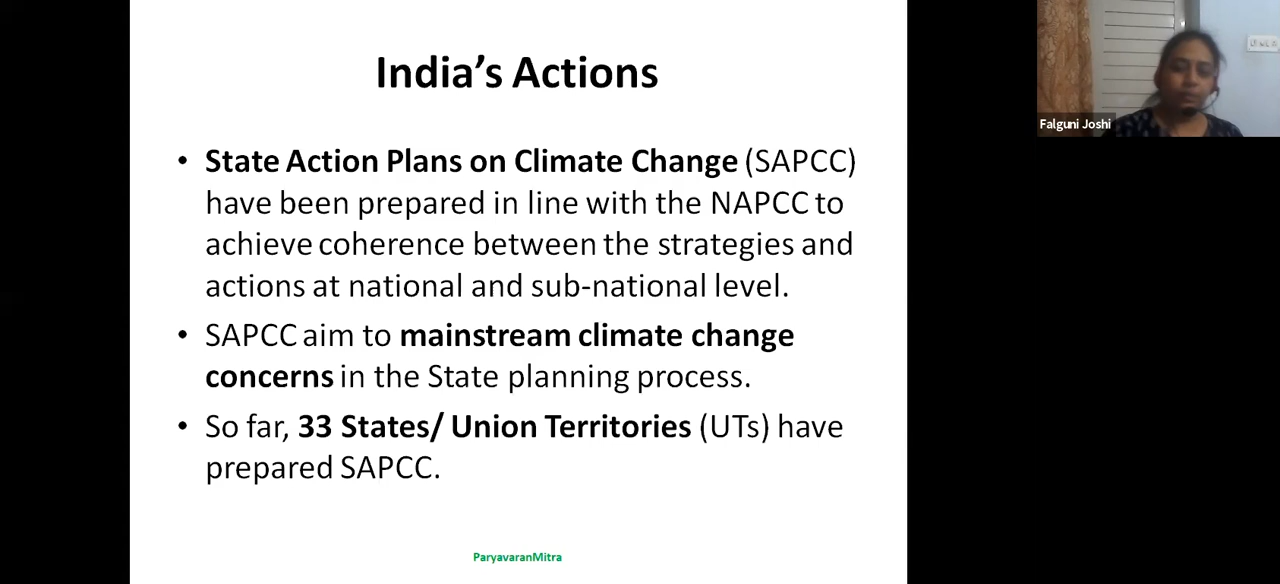 India's Actions
• State Action Plans on Climate Change (SAPCC)
have been prepared in line with the NAPCC to
achieve coherence between the strategies and
actions at national and sub-national level.
• SAPCC aim to mainstream climate change
concerns in the State planning process.
• So far, 33 States/ Union Territories (UTs) have
prepared SAPCC.
ParyavaranMitra
Falguni Joshi